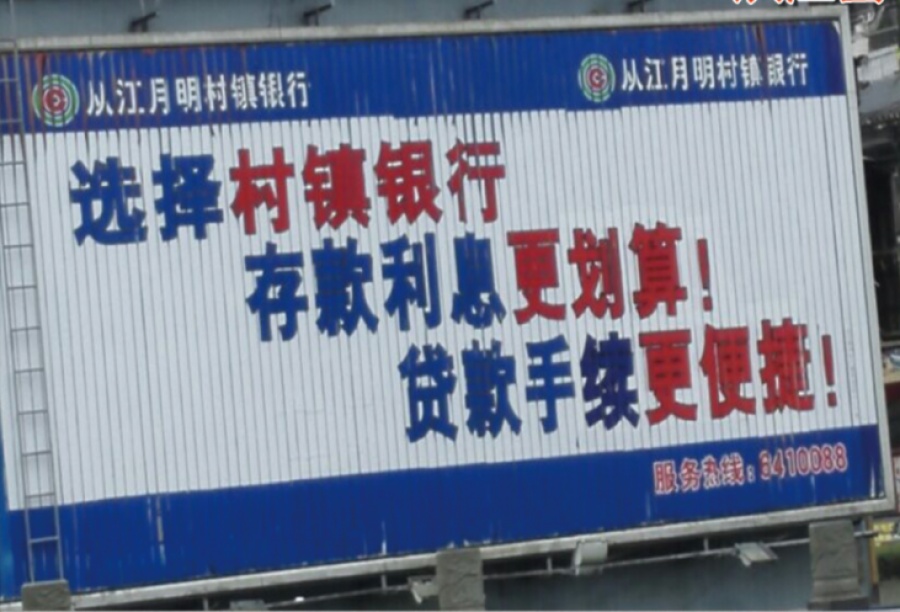 从江月明村镇银行 从江月明村镇银行
选择村镇银行
存款利息更划算!
贷款手续更便捷!
服务热线:6410088